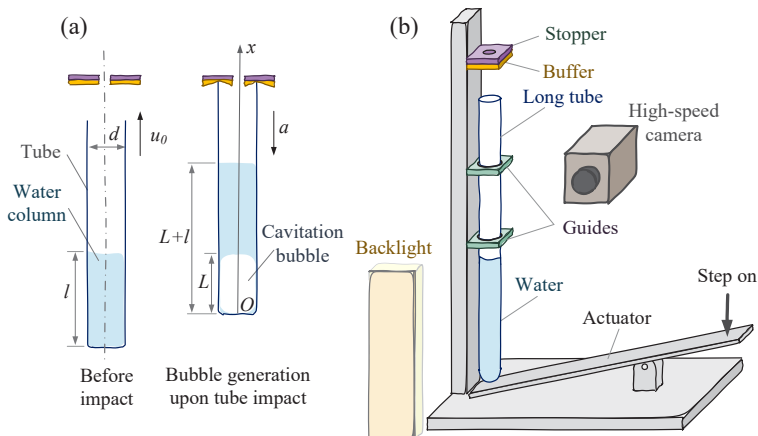 (a)
x
d
u0
a
Tube
Water
column
l
L+l
L
O
Cavitation
bubble
Before
impact
Bubble generation
upon tube impact
(b)
Stopper
Buffer
Long tube
High-speed
camera
Guides
Backlight
Water
Step on
Actuator